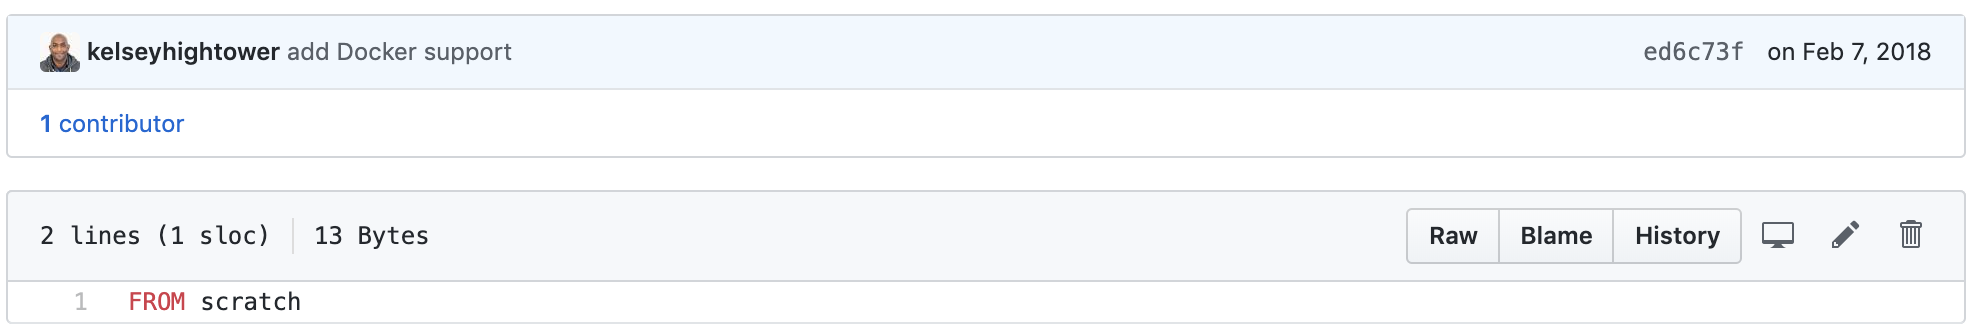 kelseyhightower add Docker support ed6c73f on Feb 7, 2018
1 contributor
2 lines (1 sloc) 13 Bytes Raw Blame History
1 FROM scratch